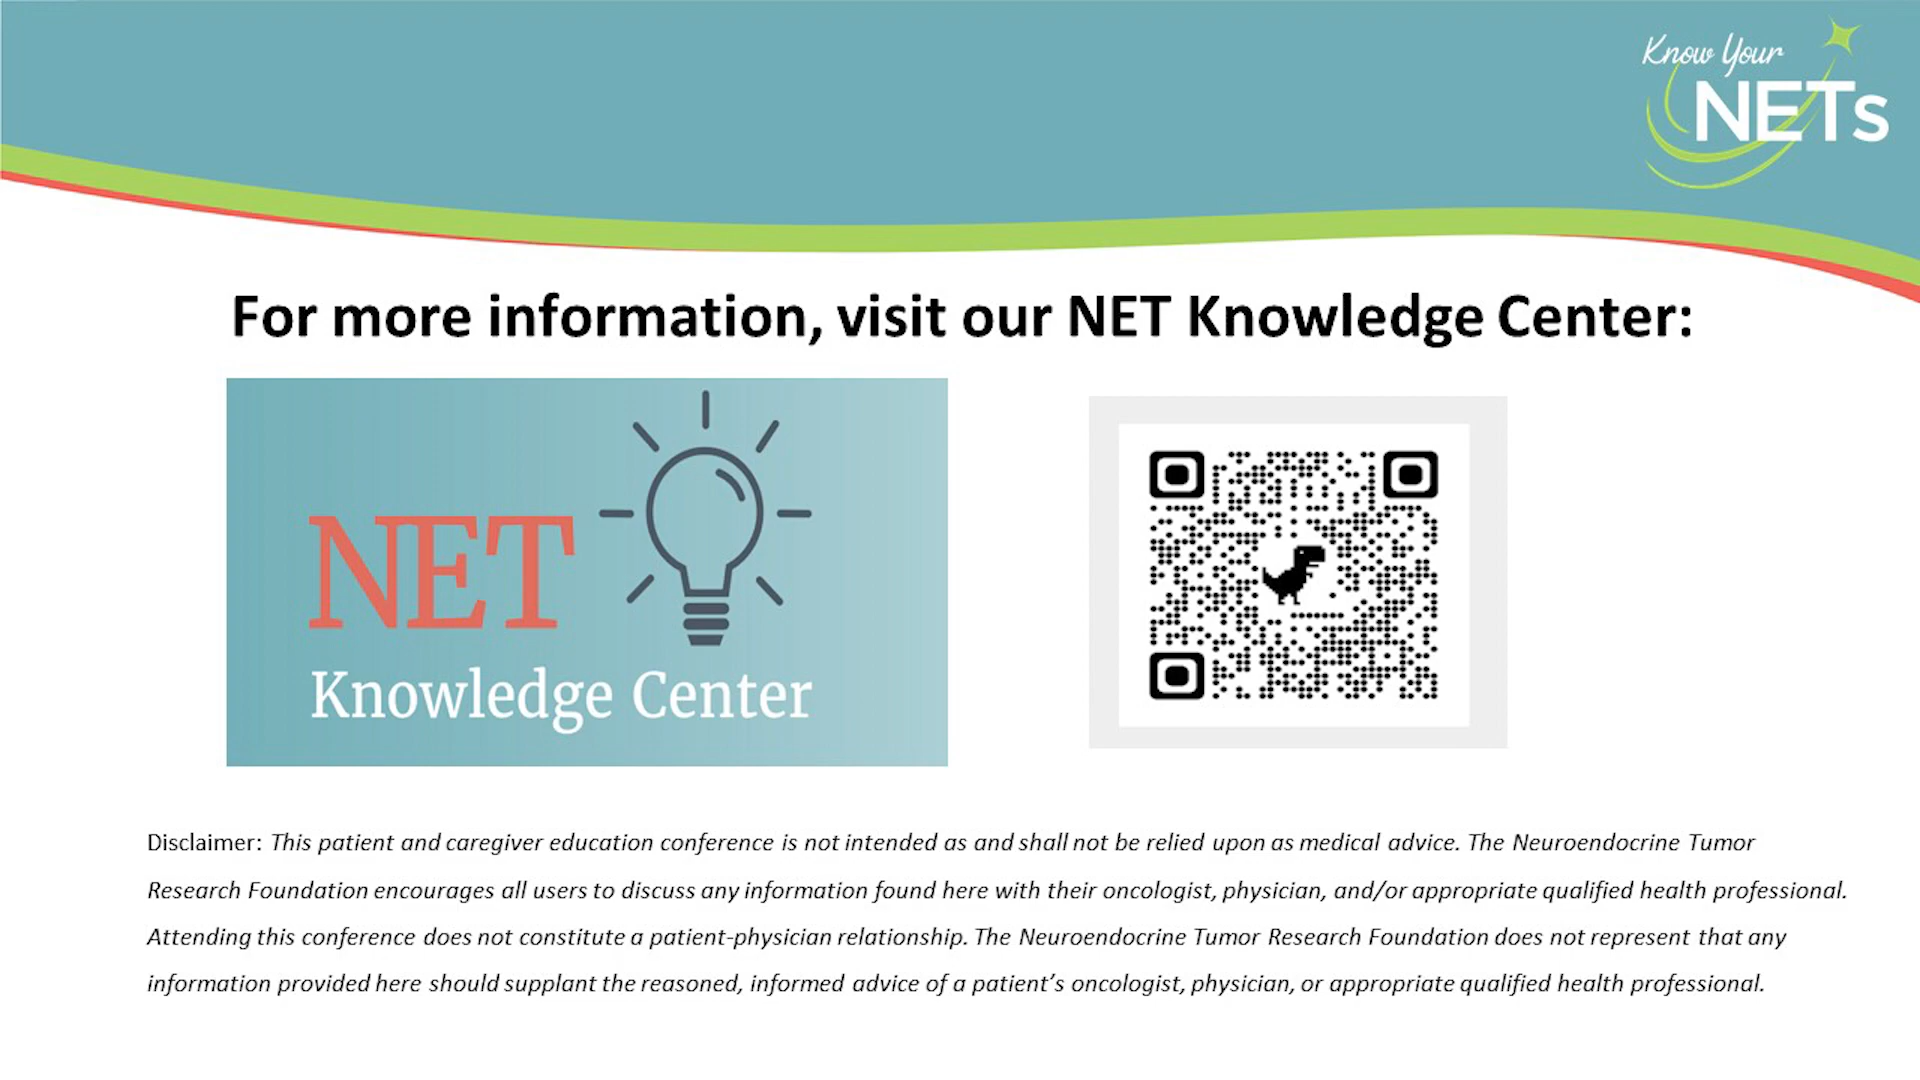 Know Your
NETs
For more information, visit our NET Knowledge Center:
NET
Knowledge Center
Disclaimer: This patient and caregiver education conference is not intended as and shall not be relied upon as medical advice. The Neuroendocrine Tumor
Research Foundation encourages all users to discuss any information found here with their oncologist, physician, and/or appropriate qualified health professional.
Attending this conference does not constitute a patient-physician relationship. The Neuroendocrine Tumor Research Foundation does not represent that any
information provided here should supplant the reasoned, informed advice of a patient’s oncologist, physician, or appropriate qualified health professional.